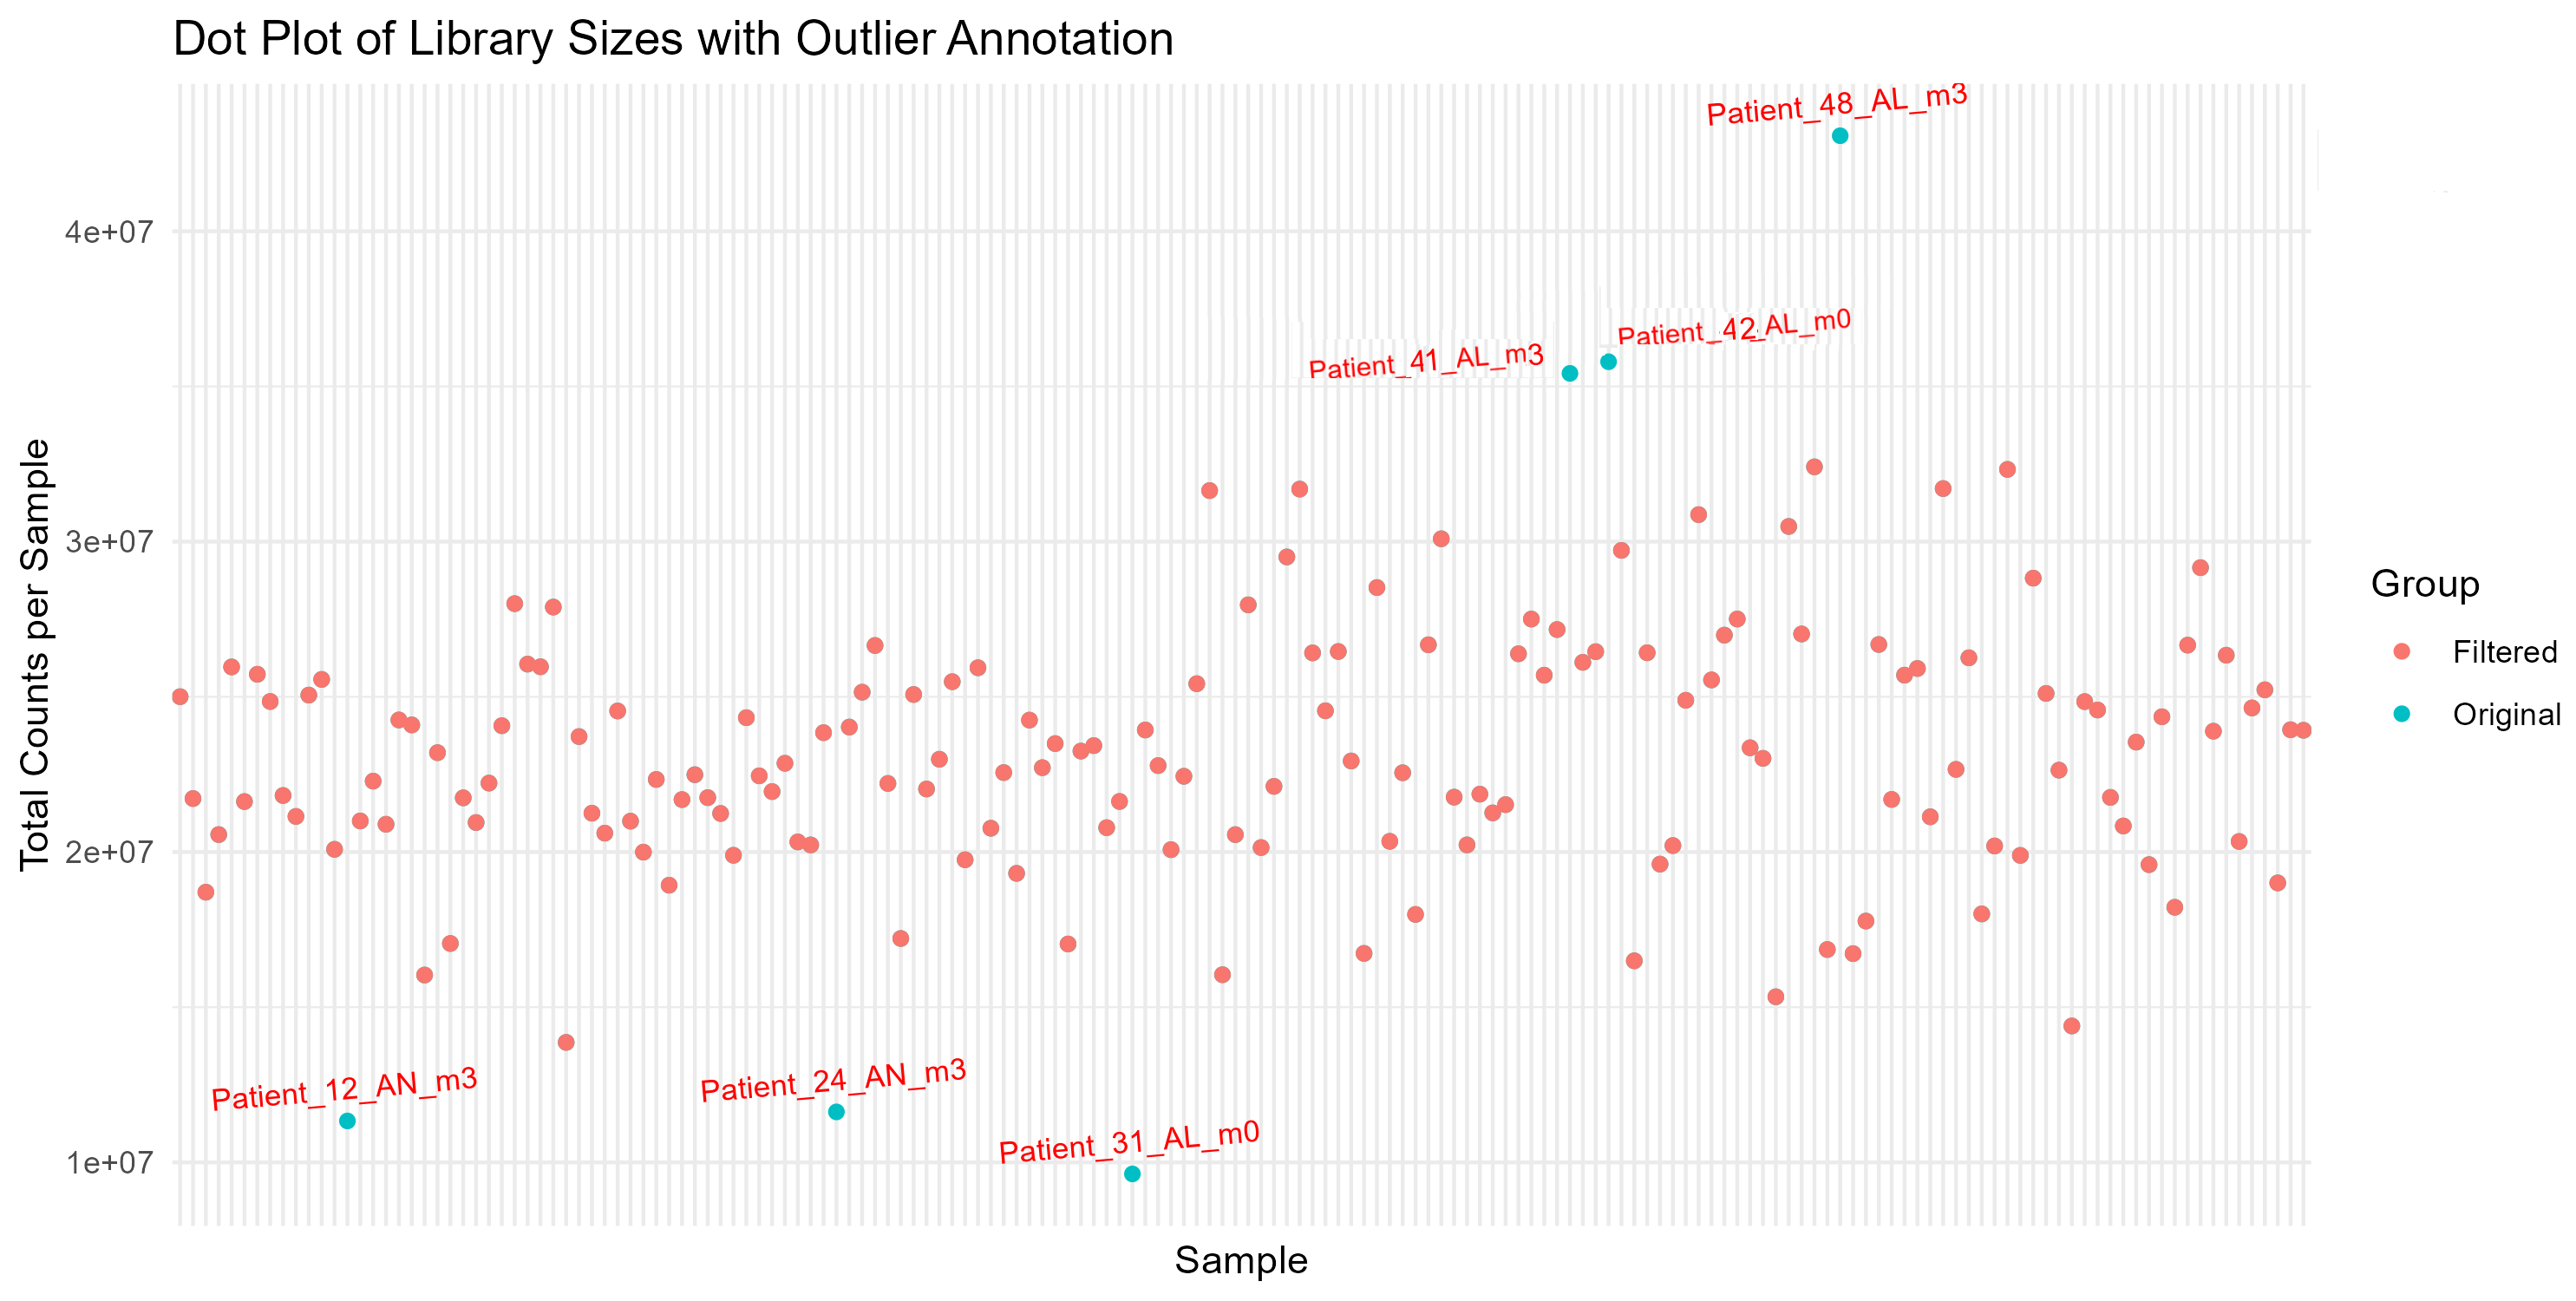 Dot Plot of Library Sizes with Outlier Annotation
Patient_48_AL_m3
4e+07
Patient_42_AL_m0
Patient_41_AL_m3
Total Counts per Sample
3e+07
Group
Filtered
Original
2e+07
Patient_12_AN_m3
Patient_24_AN_m3
Patient_31_AL_m0
1e+07
Sample